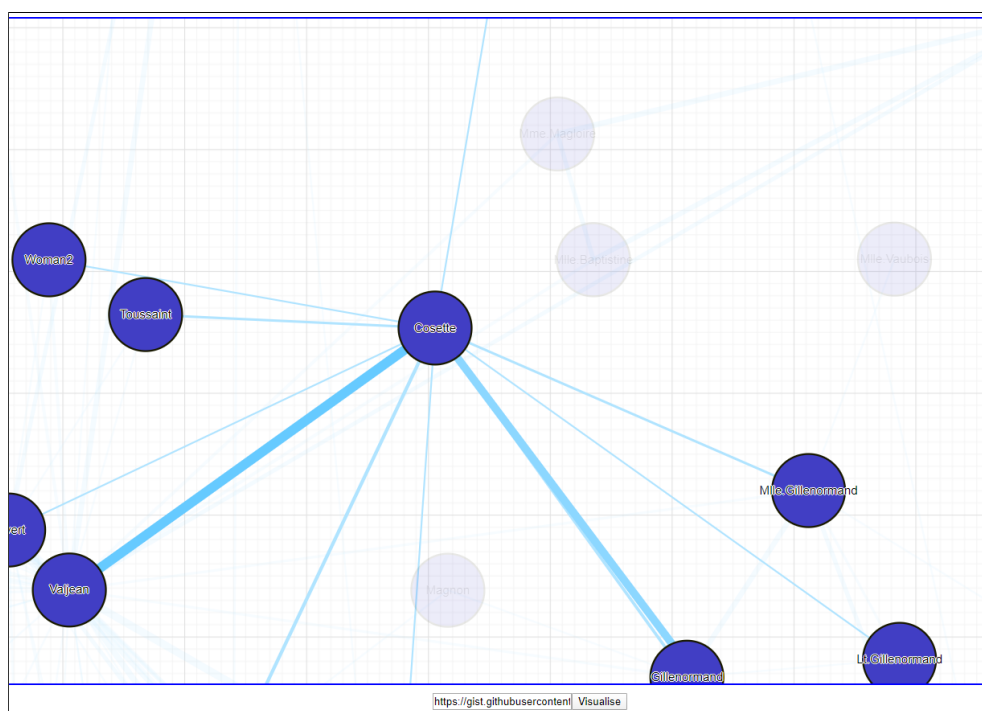 Mme.Magloire
Woman2
Mlle.Baptistine
Mlle.Vaubois
Toussaint
Cosette
Mlle.Gillenormand
vert
Valjean
Magnon
Lt.Gillenormand
Gillenormand
https://gist.githubusercontent Visualise